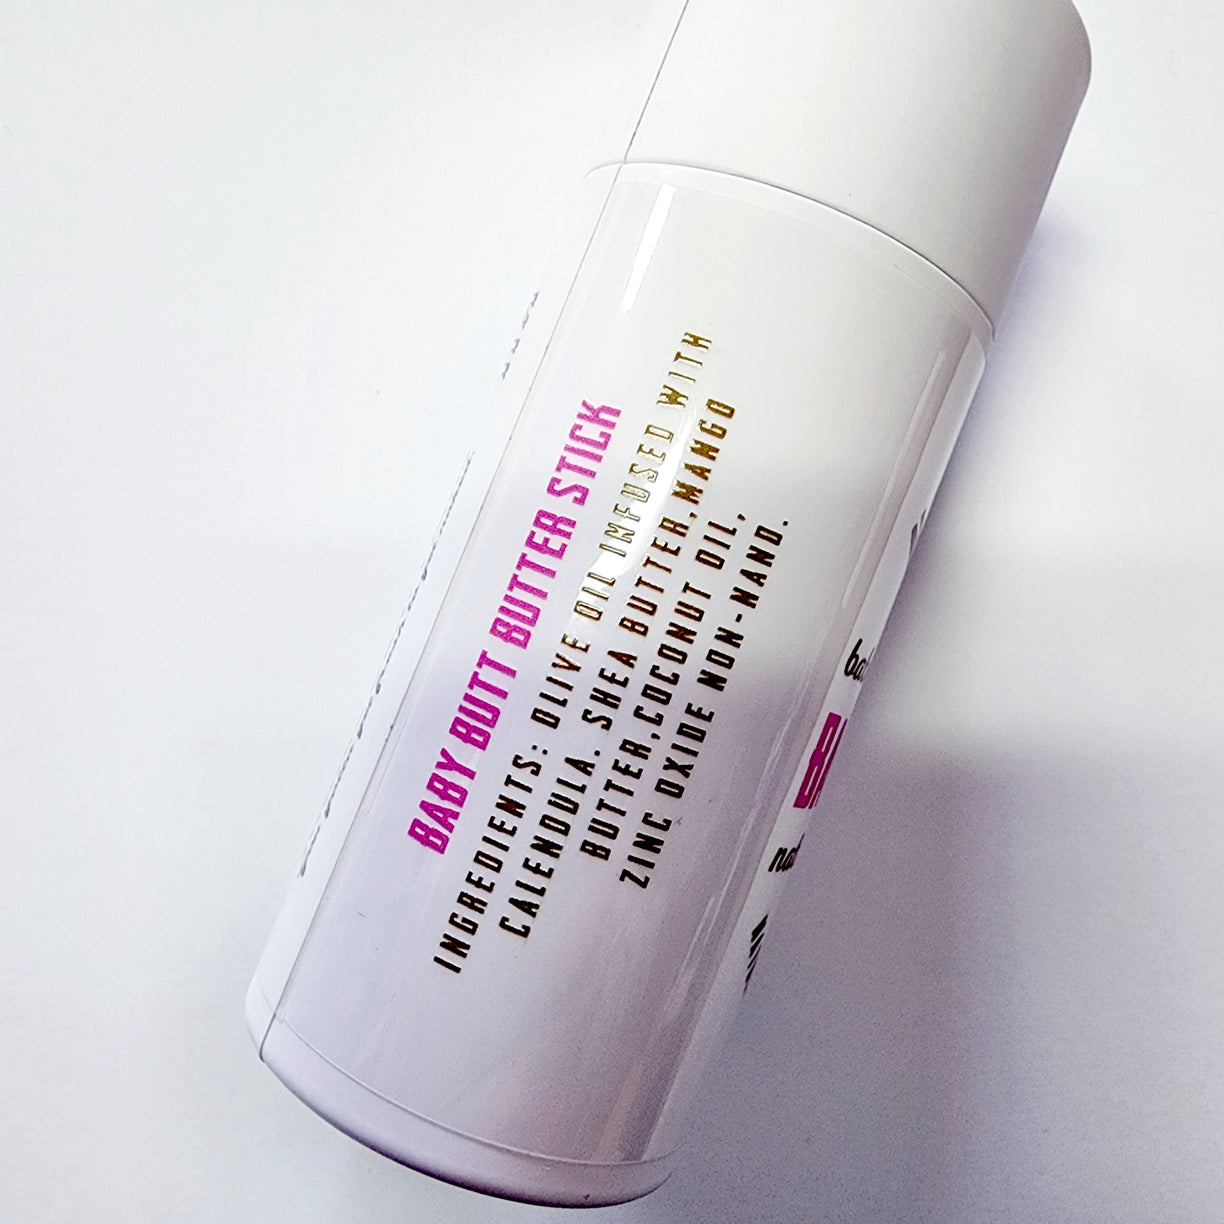 BABY BUTT BUTTER STICK
INGREDIENTS: OLIVE OIL INFUSED WITH
CALENDULA. SHEA BUTTER,MANGO
BUTTER,COCONUT OIL,
ZINC OXIDE NON-NAND.